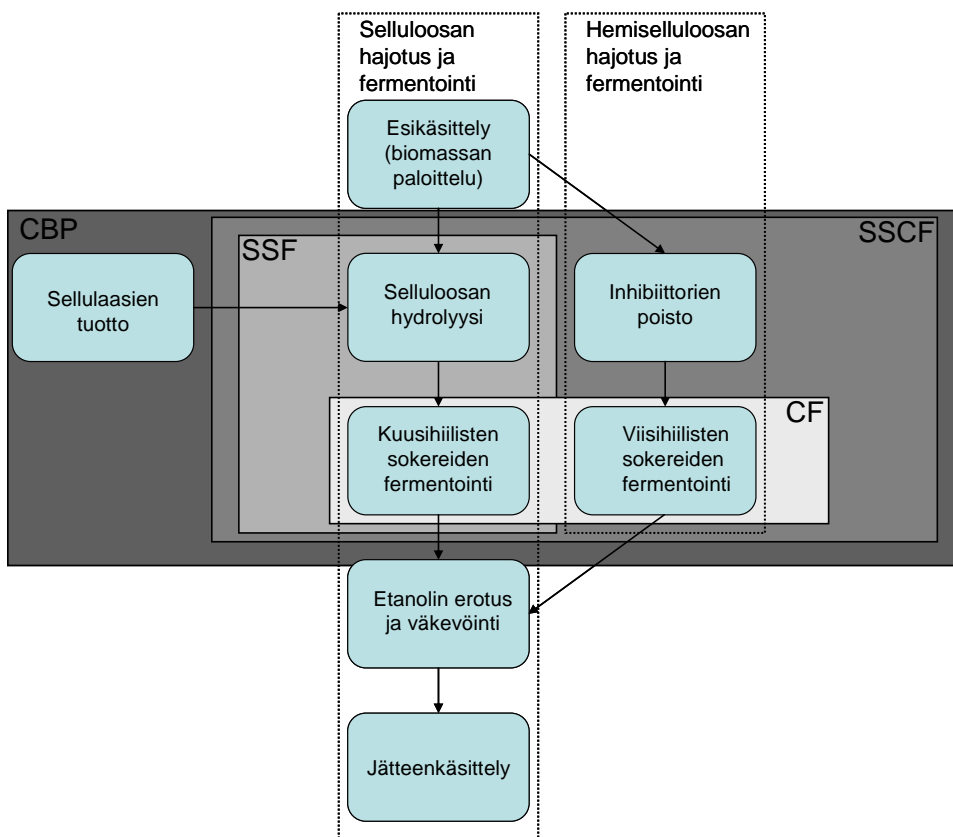 Selluloosan
hajotus ja
fermentointi
Hemiselluloosan
hajotus ja
fermentointi
Esikäsittely
(biomassan
paloittelu)
CBP
SSF
SSCF
Sellulaasien
tuotto
Selluloosan
hydrolyysi
Inhibiittorien
poisto
CF
Kuusihiilisten
sokereiden
fermentointi
Viisihiilisten
sokereiden
fermentointi
Etanolin erotus
ja väkevöinti
Jätteenkäsittely